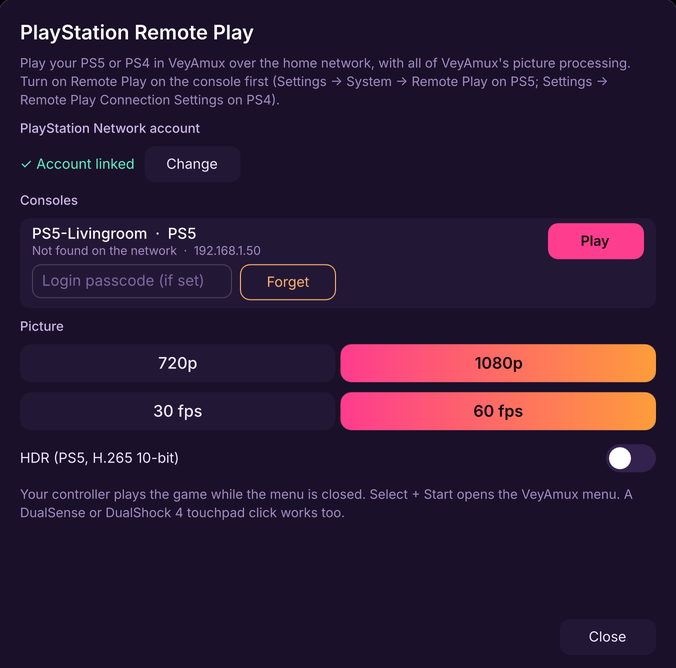 PlayStation Remote Play
Play your PS5 or PS4 in VeyAmux over the home network, with all of VeyAmux's picture processing.
Turn on Remote Play on the console first (Settings → System → Remote Play on PS5; Settings →
Remote Play Connection Settings on PS4).
PlayStation Network account
✓ Account linked
Change
Consoles
PS5-Livingroom · PS5
Not found on the network · 192.168.1.50
Play
Login passcode (if set)
Forget
Picture
720p
1080p
30 fps
60 fps
HDR (PS5, H.265 10-bit)
Your controller plays the game while the menu is closed. Select + Start opens the VeyAmux menu. A
DualSense or DualShock 4 touchpad click works too.
Close